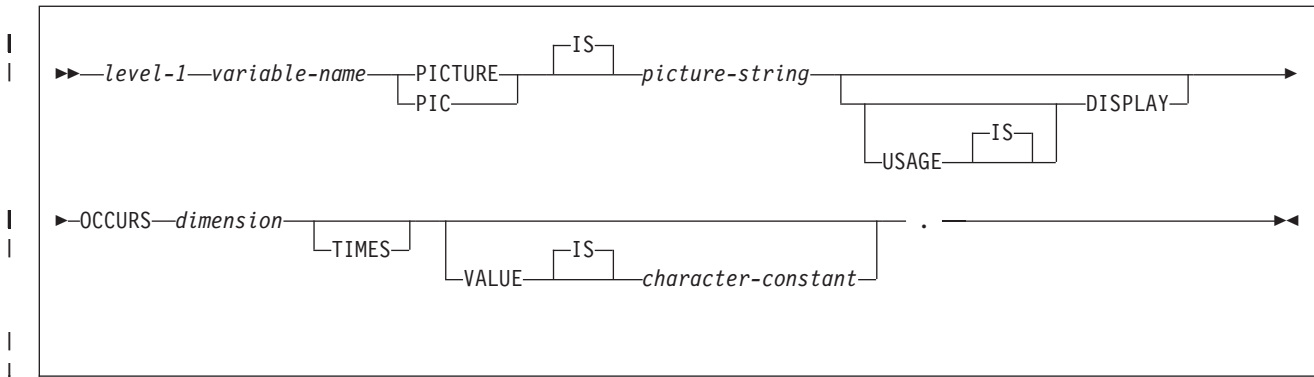 IS
level-1 variable-name PICTURE picture-string
PIC DISPLAY
IS
USAGE
OCCURS dimension .
TIMES IS
VALUE character-constant